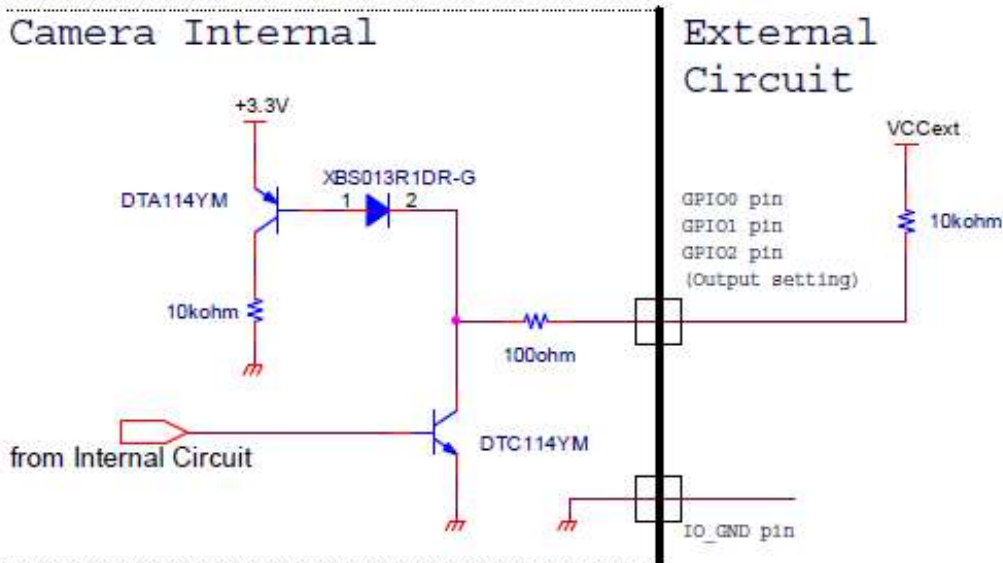 Camera Internal
External
Circuit
+3.3V
VCCext
XBS013R1DR-G
DTA114YM
1
2
GPIO0 pin
GPIO1 pin
GPIO2 pin
(Output setting)
10kohm
10kohm
100ohm
from Internal Circuit
DTC114YM
IO_GND pin